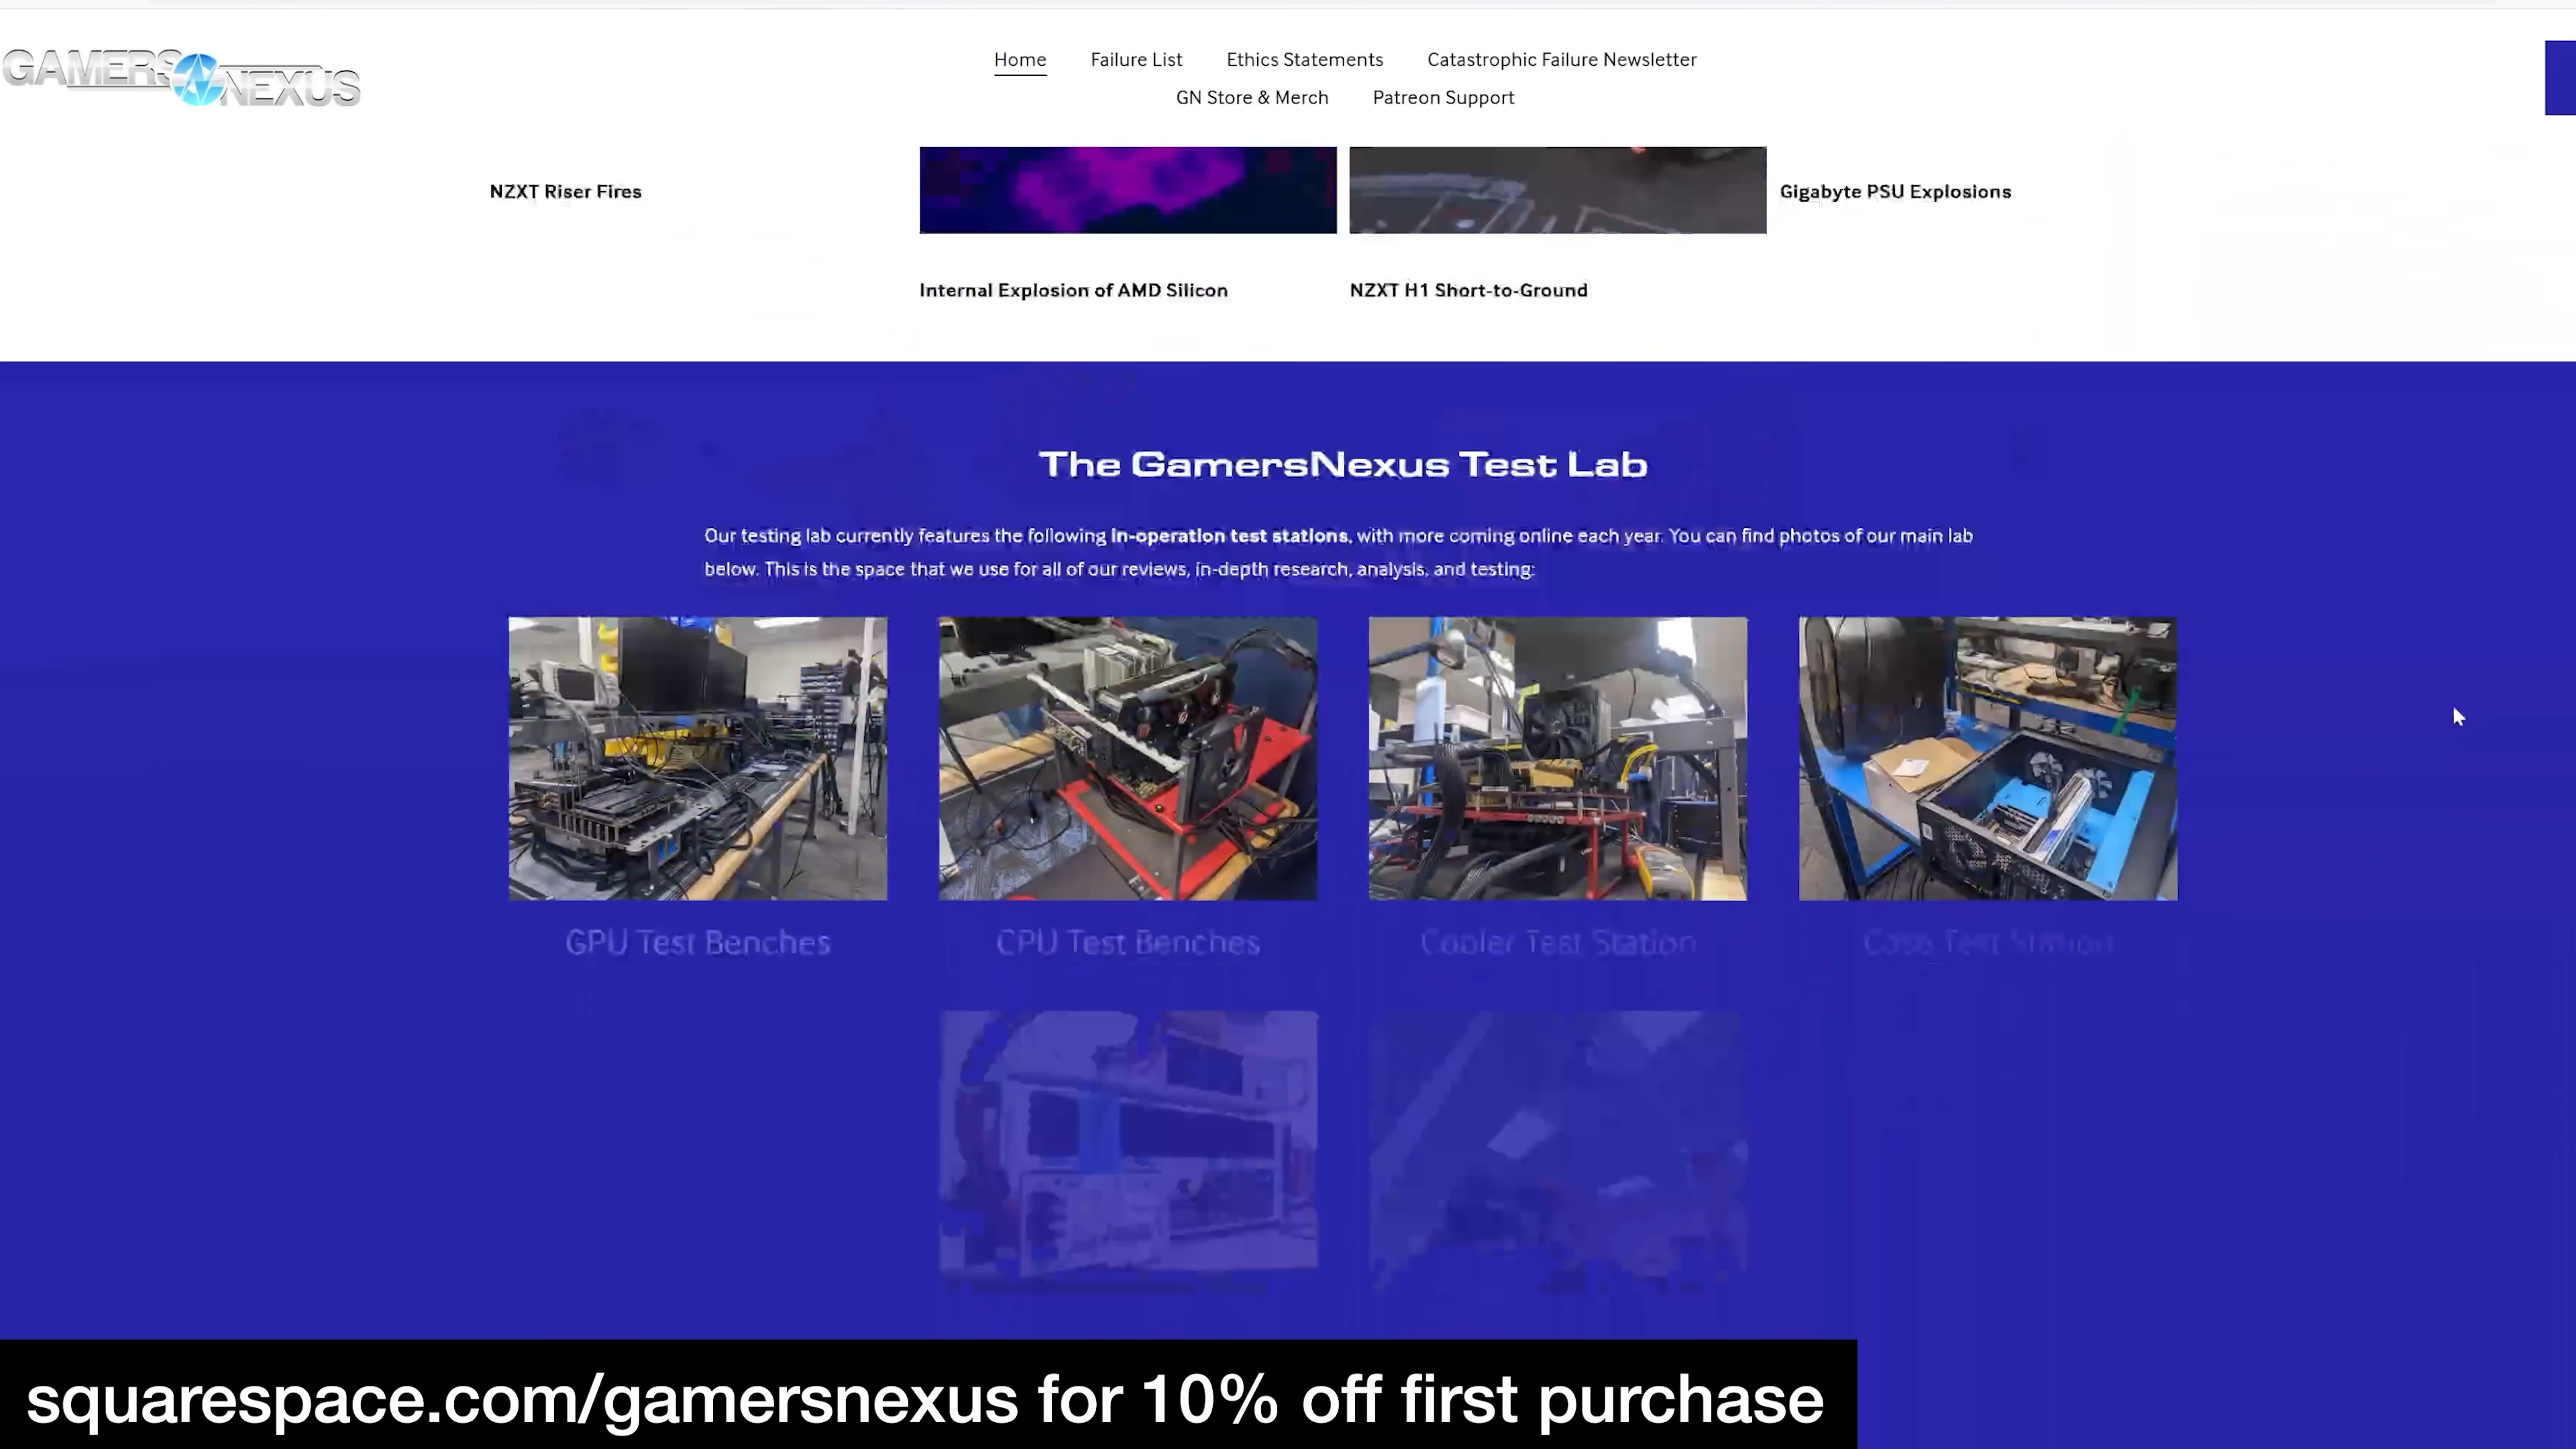 GAMERS NEXUS
Home Failure List Ethics Statements Catastrophic Failure Newsletter
GN Store & Merch Patreon Support
NZXT Riser Fires
Gigabyte PSU Explosions
Internal Explosion of AMD Silicon
NZXT H1 Short-to-Ground
The GamersNexus Test Lab
Our testing lab currently features the following in-operation test stations, with more coming online each year. You can find photos of our main lab
below. This is the space that we use for all of our reviews, in-depth research, analysis, and testing:
GPU Test Benches
CPU Test Benches
Cooler Test Station
Case Test Station
squarespace.com/gamersnexus for 10% off first purchase